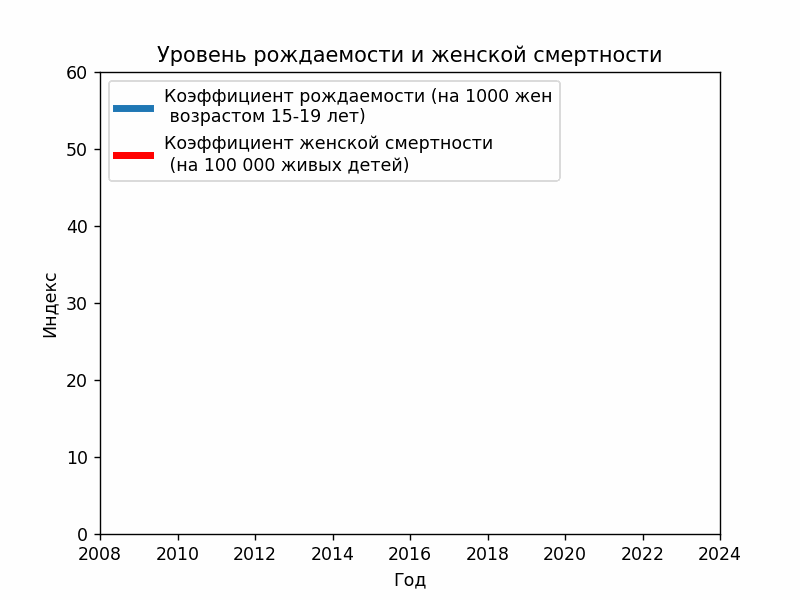 Уровень рождаемости и женской смертности
Коэффициент рождаемости (на 1000 жен
возрастом 15-19 лет)
Коэффициент женской смертности
(на 100 000 живых детей)
60
50
40
30
20
10
0
Индекс
2008 2010 2012 2014 2016 2018 2020 2022 2024
Год